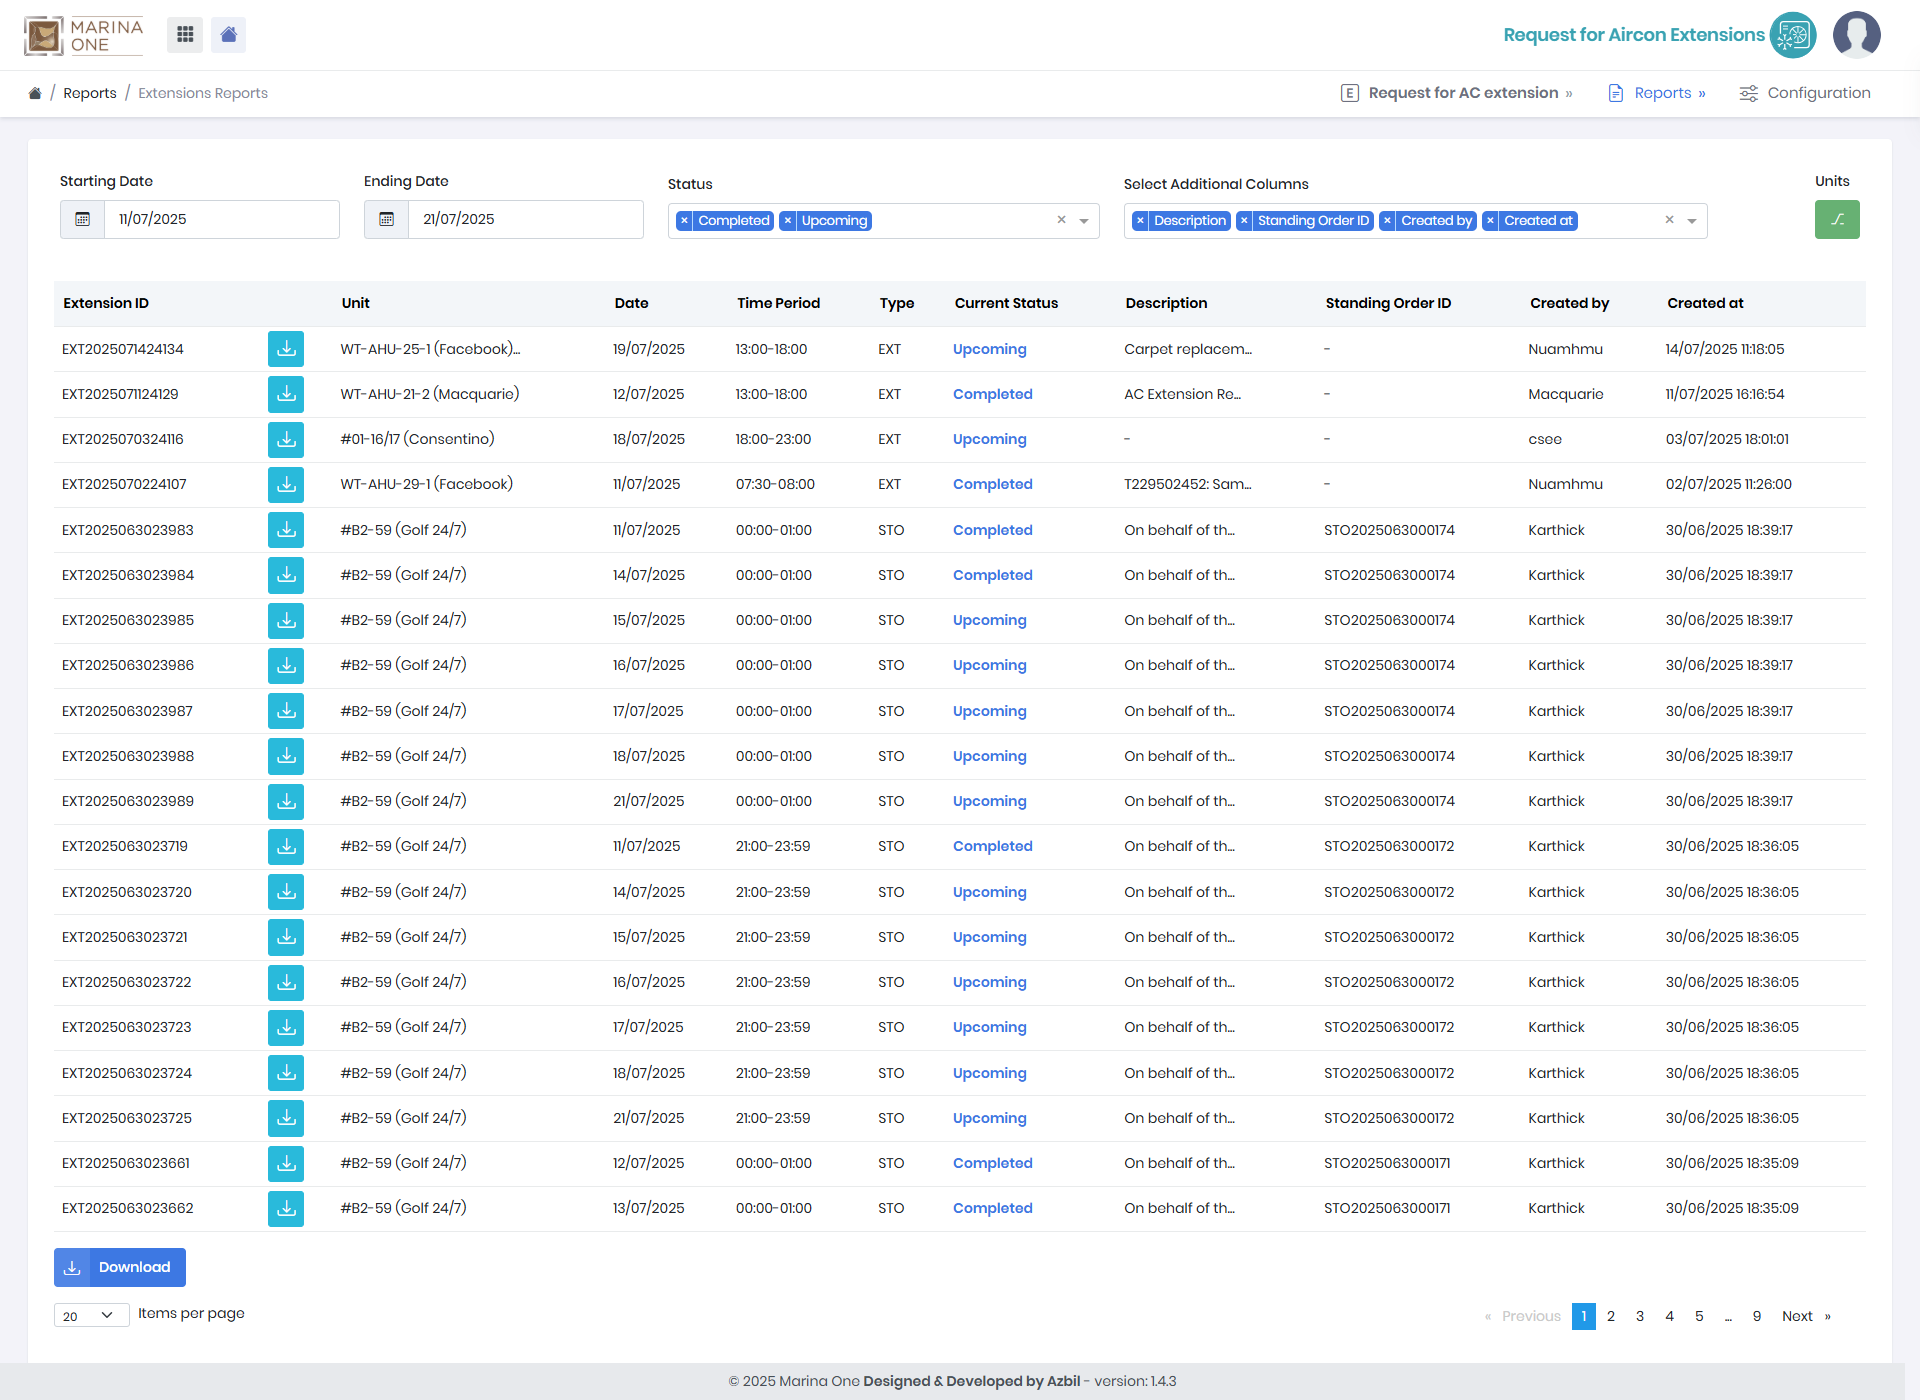 MARINA
ONE
Request for Aircon Extensions
/ Reports / Extensions Reports
E Request for AC extension » Reports » Configuration
Starting Date Ending Date Status Select Additional Columns Units
11/07/2025 21/07/2025 × Completed × Upcoming × × Description × Standing Order ID × Created by × Created at ×
Extension ID Unit Date Time Period Type Current Status Description Standing Order ID Created by Created at
EXT2025071424134 WT-AHU-25-1 (Facebook)... 19/07/2025 13:00-18:00 EXT Upcoming Carpet replacem... - Nuamhmu 14/07/2025 11:18:05
EXT2025071124129 WT-AHU-21-2 (Macquarie) 12/07/2025 13:00-18:00 EXT Completed AC Extension Re... - Macquarie 11/07/2025 16:16:54
EXT2025070324116 #01-16/17 (Consentino) 18/07/2025 18:00-23:00 EXT Upcoming - - csee 03/07/2025 18:01:01
EXT2025070224107 WT-AHU-29-1 (Facebook) 11/07/2025 07:30-08:00 EXT Completed T229502452: Sam... - Nuamhmu 02/07/2025 11:26:00
EXT2025063023983 #B2-59 (Golf 24/7) 11/07/2025 00:00-01:00 STO Completed On behalf of th... STO2025063000174 Karthick 30/06/2025 18:39:17
EXT2025063023984 #B2-59 (Golf 24/7) 14/07/2025 00:00-01:00 STO Completed On behalf of th... STO2025063000174 Karthick 30/06/2025 18:39:17
EXT2025063023985 #B2-59 (Golf 24/7) 15/07/2025 00:00-01:00 STO Upcoming On behalf of th... STO2025063000174 Karthick 30/06/2025 18:39:17
EXT2025063023986 #B2-59 (Golf 24/7) 16/07/2025 00:00-01:00 STO Upcoming On behalf of th... STO2025063000174 Karthick 30/06/2025 18:39:17
EXT2025063023987 #B2-59 (Golf 24/7) 17/07/2025 00:00-01:00 STO Upcoming On behalf of th... STO2025063000174 Karthick 30/06/2025 18:39:17
EXT2025063023988 #B2-59 (Golf 24/7) 18/07/2025 00:00-01:00 STO Upcoming On behalf of th... STO2025063000174 Karthick 30/06/2025 18:39:17
EXT2025063023989 #B2-59 (Golf 24/7) 21/07/2025 00:00-01:00 STO Upcoming On behalf of th... STO2025063000174 Karthick 30/06/2025 18:39:17
EXT2025063023719 #B2-59 (Golf 24/7) 11/07/2025 21:00-23:59 STO Completed On behalf of th... STO2025063000172 Karthick 30/06/2025 18:36:05
EXT2025063023720 #B2-59 (Golf 24/7) 14/07/2025 21:00-23:59 STO Upcoming On behalf of th... STO2025063000172 Karthick 30/06/2025 18:36:05
EXT2025063023721 #B2-59 (Golf 24/7) 15/07/2025 21:00-23:59 STO Upcoming On behalf of th... STO2025063000172 Karthick 30/06/2025 18:36:05
EXT2025063023722 #B2-59 (Golf 24/7) 16/07/2025 21:00-23:59 STO Upcoming On behalf of th... STO2025063000172 Karthick 30/06/2025 18:36:05
EXT2025063023723 #B2-59 (Golf 24/7) 17/07/2025 21:00-23:59 STO Upcoming On behalf of th... STO2025063000172 Karthick 30/06/2025 18:36:05
EXT2025063023724 #B2-59 (Golf 24/7) 18/07/2025 21:00-23:59 STO Upcoming On behalf of th... STO2025063000172 Karthick 30/06/2025 18:36:05
EXT2025063023725 #B2-59 (Golf 24/7) 21/07/2025 21:00-23:59 STO Upcoming On behalf of th... STO2025063000172 Karthick 30/06/2025 18:36:05
EXT2025063023661 #B2-59 (Golf 24/7) 12/07/2025 00:00-01:00 STO Completed On behalf of th... STO2025063000171 Karthick 30/06/2025 18:35:09
EXT2025063023662 #B2-59 (Golf 24/7) 13/07/2025 00:00-01:00 STO Completed On behalf of th... STO2025063000171 Karthick 30/06/2025 18:35:09
Download
20 Items per page
« Previous 1 2 3 4 5 ... 9 Next »
© 2025 Marina One Designed & Developed by Azbil - version: 1.4.3